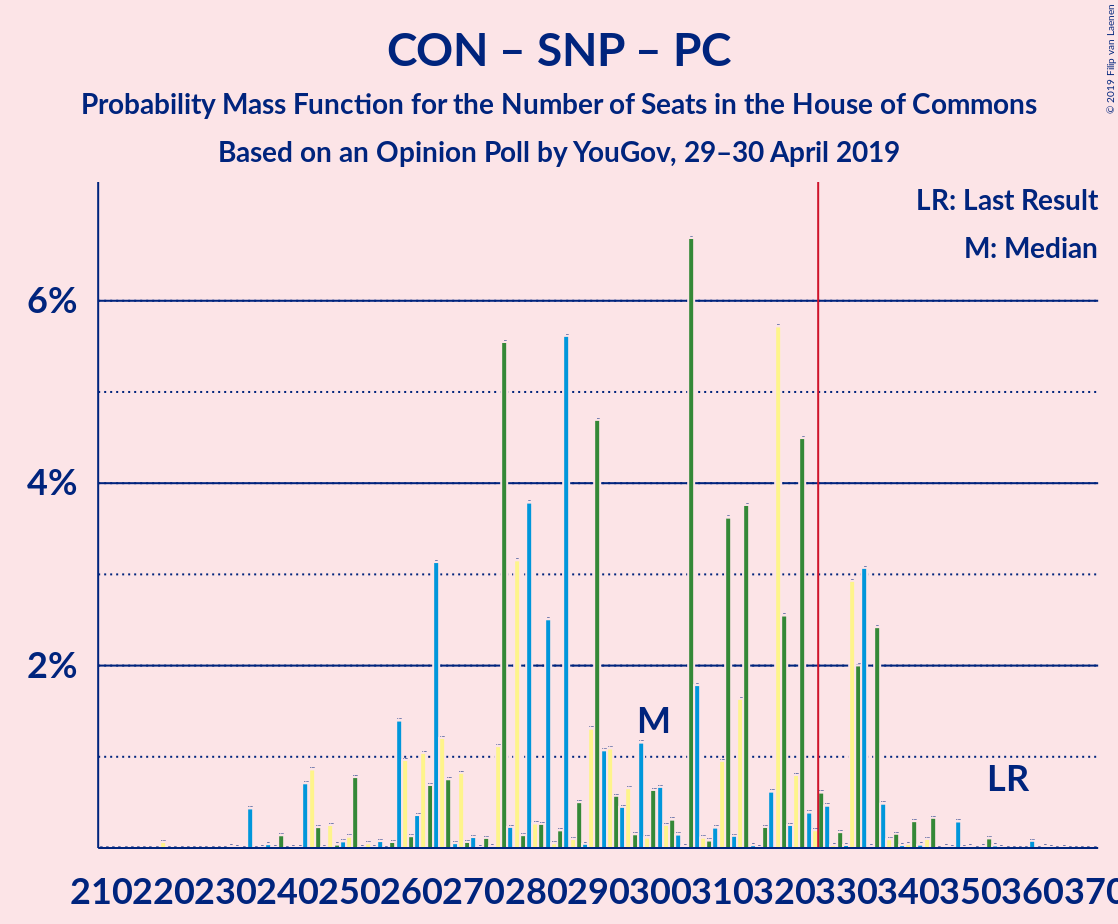 CON – SNP – PC
Probability Mass Function for the Number of Seats in the House of Commons
Based on an Opinion Poll by YouGov, 29–30 April 2019
© 2019 Filip van Laenen
LR: Last Result
M: Median
6%
4%
2%
M
LR
210 220 230 240 250 260 270 280 290 300 310 320 330 340 350 360 370